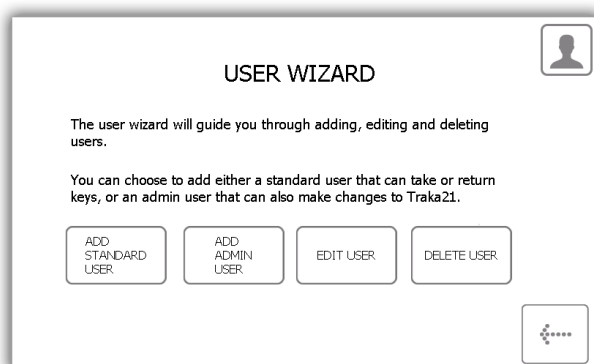 USER WIZARD
The user wizard will guide you through adding, editing and deleting
users.
You can choose to add either a standard user that can take or return
keys, or an admin user that can also make changes to Traka21.
ADD
STANDARD
USER
ADD
ADMIN
USER
EDIT USER
DELETE USER